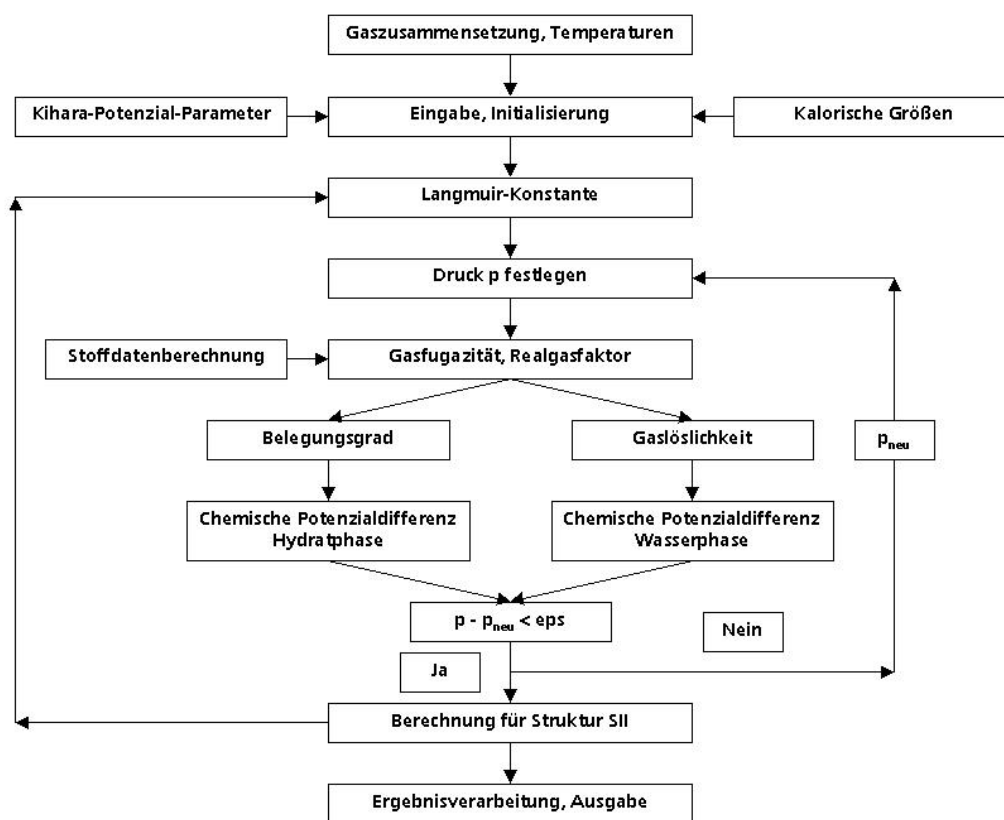 Gaszusammensetzung, Temperaturen
Kihara-Potenzial-Parameter
Eingabe, Initialisierung
Kalorische Größen
Langmuir-Konstante
Druck p festlegen
Stoffdatenberechnung
Gasfugazität, Realgasfaktor
Belegungsgrad
Gaslöslichkeit
pneu
Chemische Potenzialdifferenz
Hydratphase
Chemische Potenzialdifferenz
Wasserphase
p - pneu < eps
Nein
Ja
Berechnung für Struktur SII
Ergebnisverarbeitung, Ausgabe